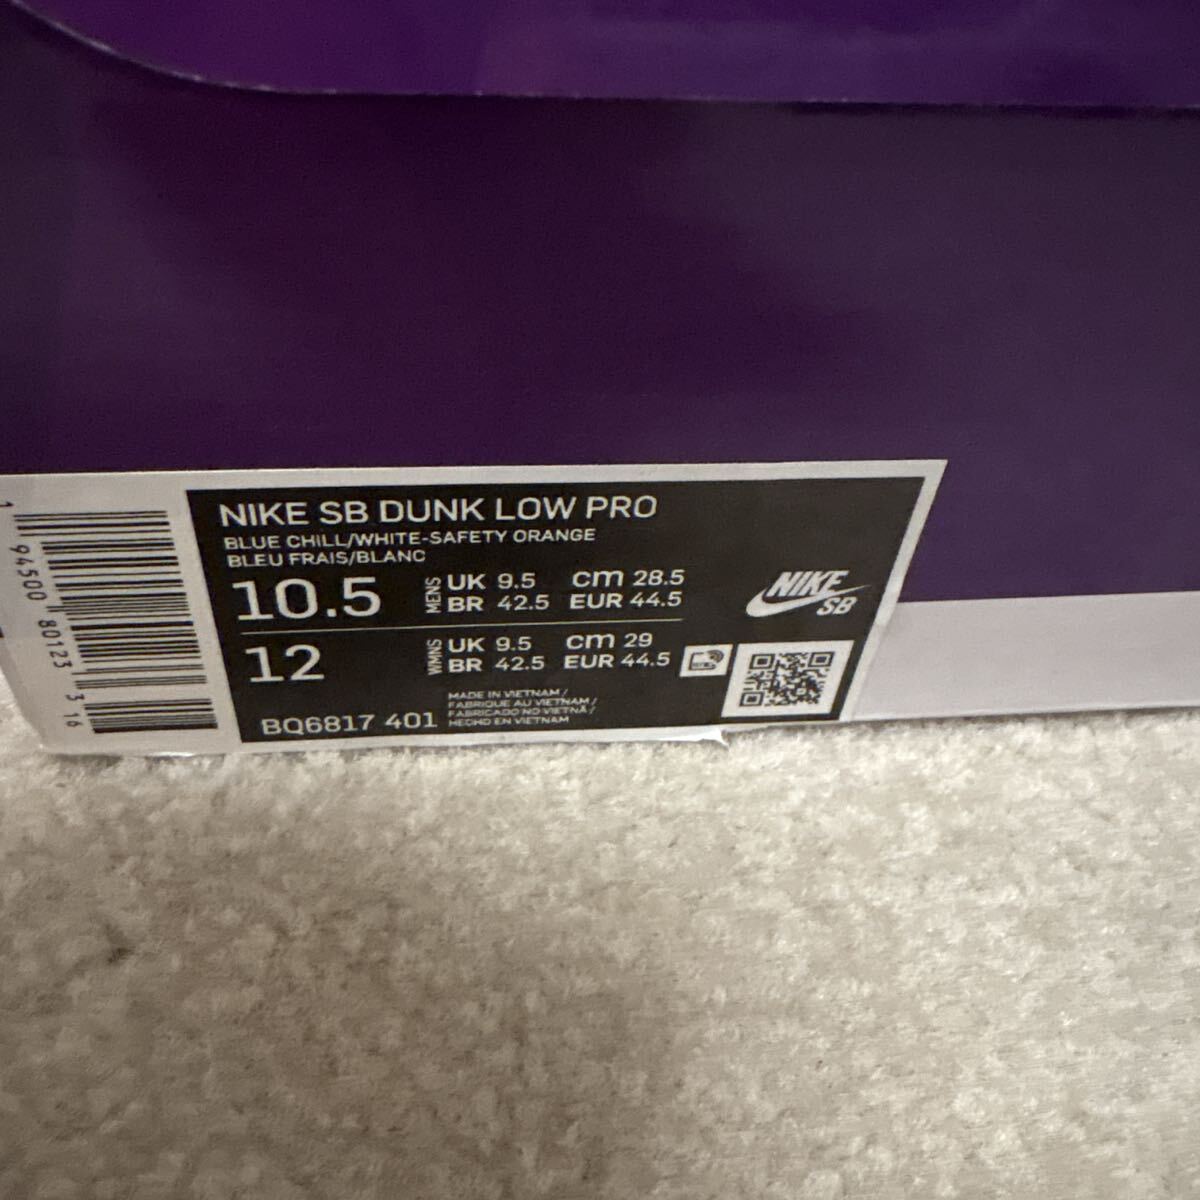 NIKE SB DUNK LOW PRO
BLUE CHILL/WHITE-SAFETY ORANGE
BLEU FRAIS/BLANC
10.5 MENS UK 9.5 cm 28.5
BR 42.5 EUR 44.5
12 WMNS UK 9.5 cm 29
BR 42.5 EUR 44.5
BQ6817 401
MADE IN VIETNAM /
FABRIQUE AU VIETNAM /
FABRICADO NO VIETNÃ /
HECHO EN VIETNAM
NIKE
SB
1 94500 80123 3 16